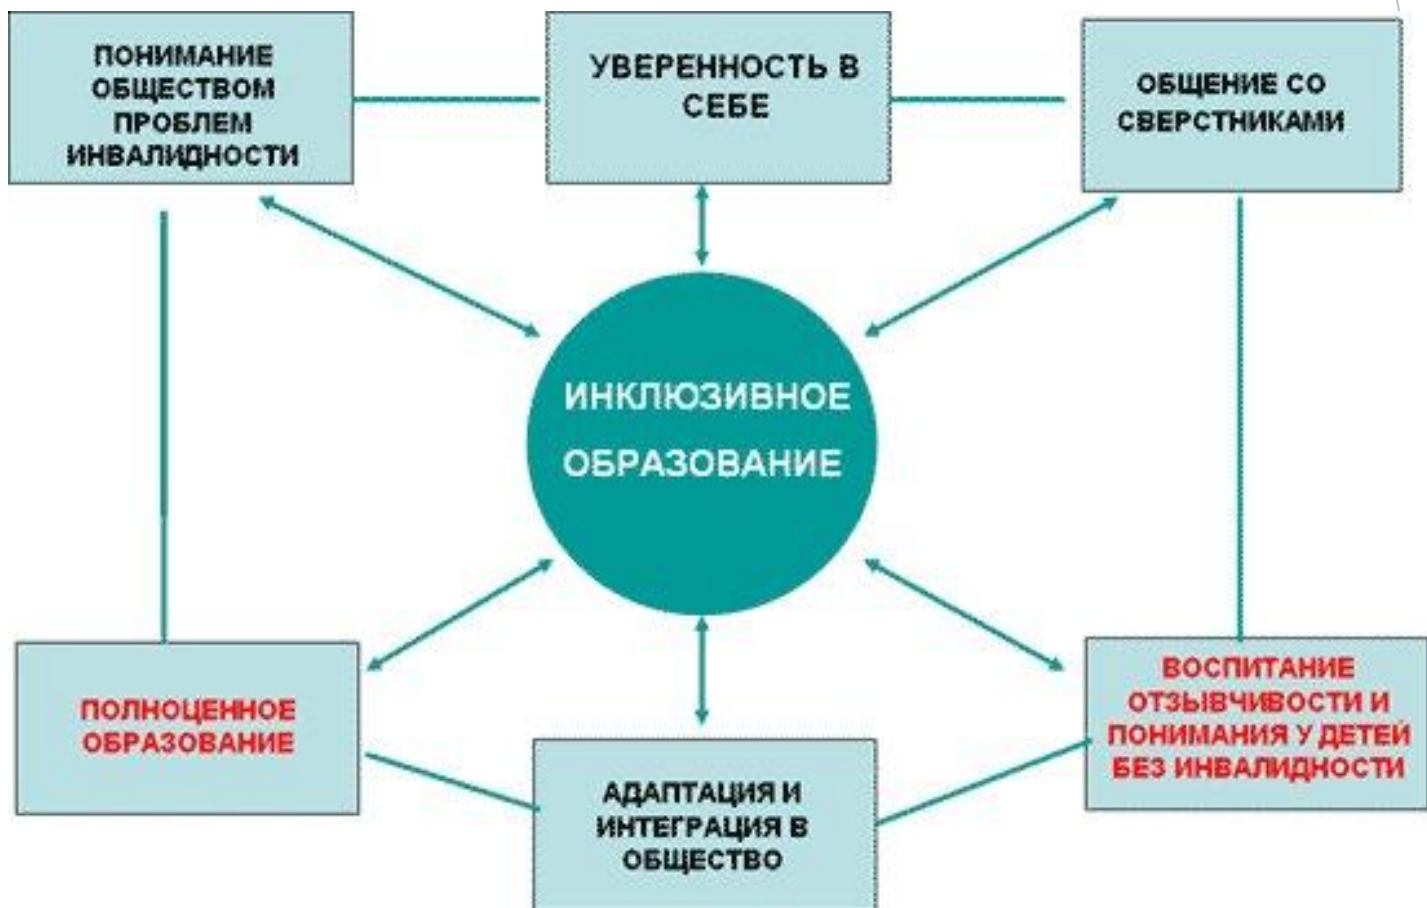 ПОНИМАНИЕ
ОБЩЕСТВОМ
ПРОБЛЕМ
ИНВАЛИДНОСТИ
УВЕРЕННОСТЬ В
СЕБЕ
ОБЩЕНИЕ СО
СВЕРСТНИКАМИ
ИНКЛЮЗИВНОЕ
ОБРАЗОВАНИЕ
ПОЛНОЦЕННОЕ
ОБРАЗОВАНИЕ
АДАПТАЦИЯ И
ИНТЕГРАЦИЯ В
ОБЩЕСТВО
ВОСПИТАНИЕ
ОТЗЫВЧИВОСТИ И
ПОНИМАНИЯ У ДЕТЕЙ
БЕЗ ИНВАЛИДНОСТИ